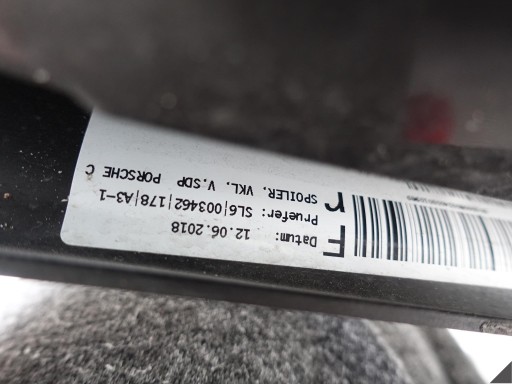 F
Datum: 12.06.2018
Pruefer: SL6|003462|178|A3-1
SPOILER, VKL. V.SDP PORSCHE C